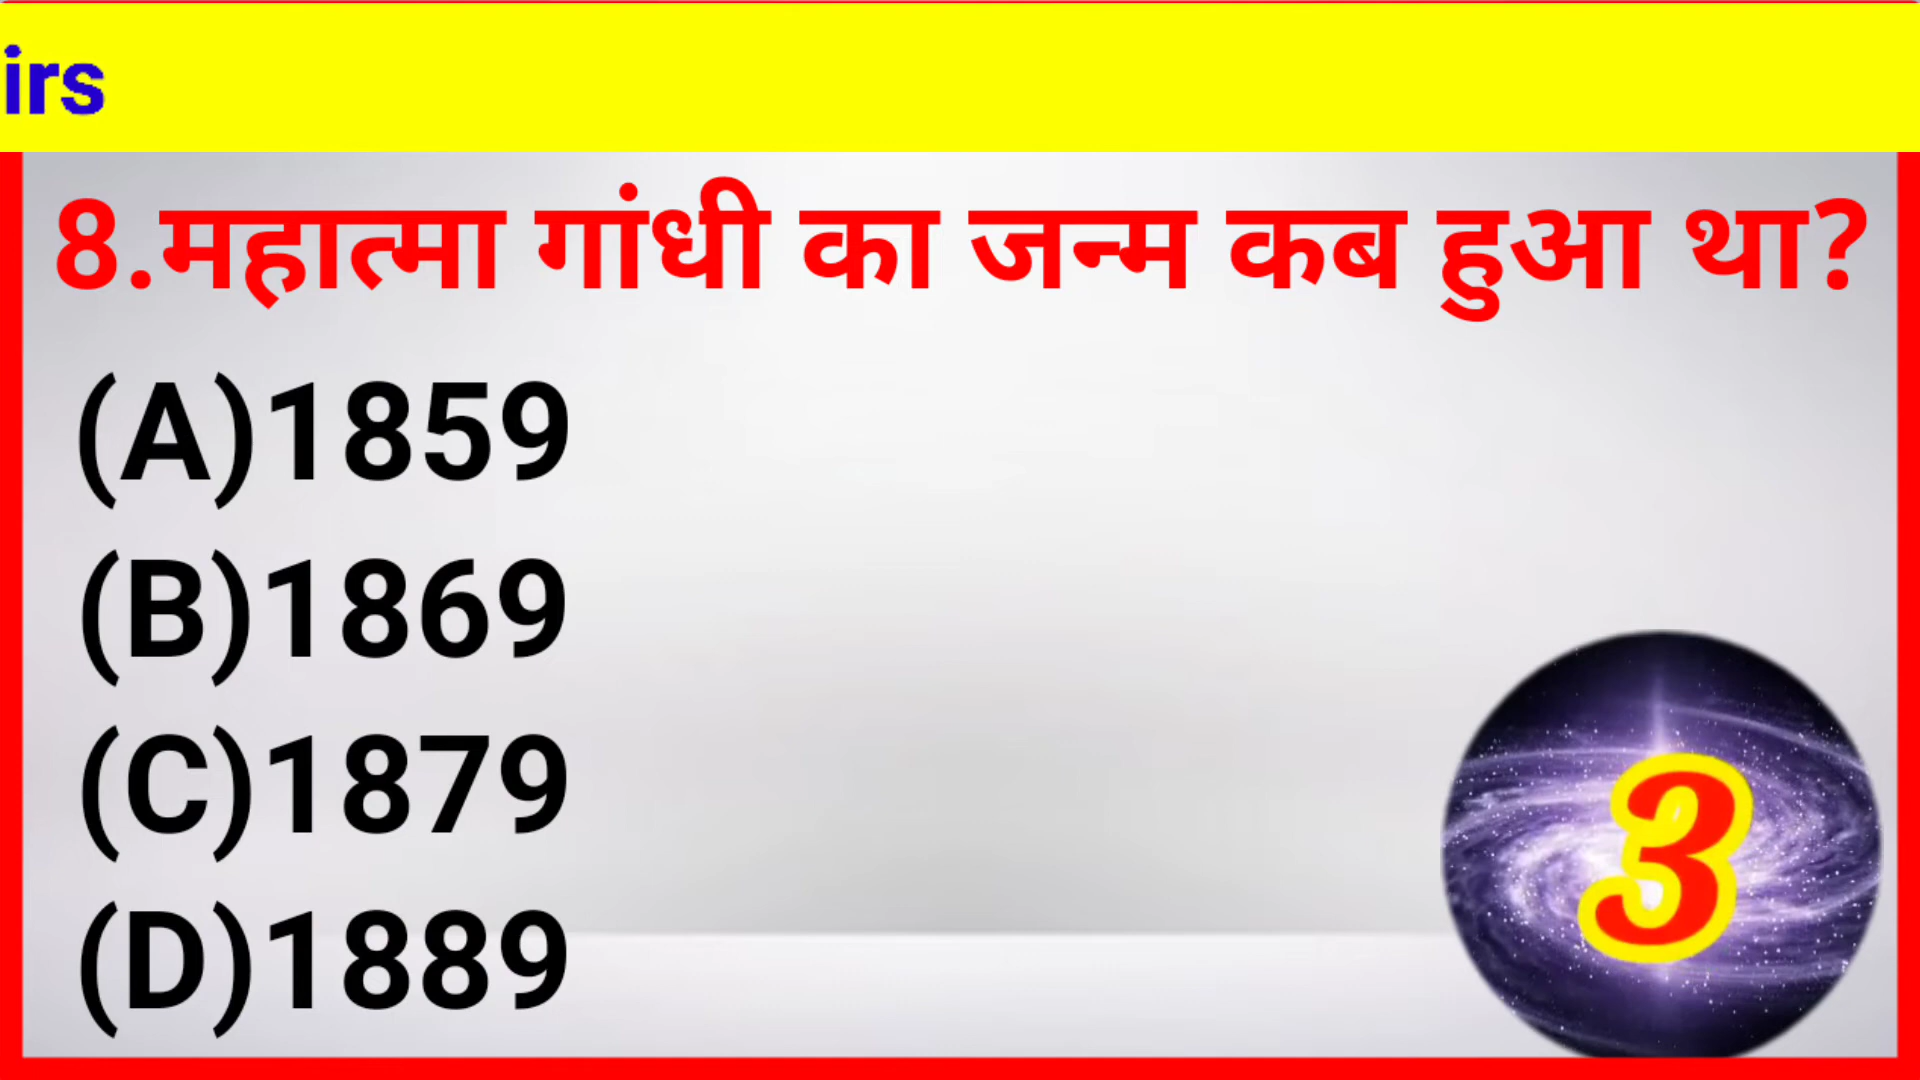 irs
8.महात्मा गांधी का जन्म कब हुआ था?
(A)1859
(B)1869
(C)1879
(D)1889
3